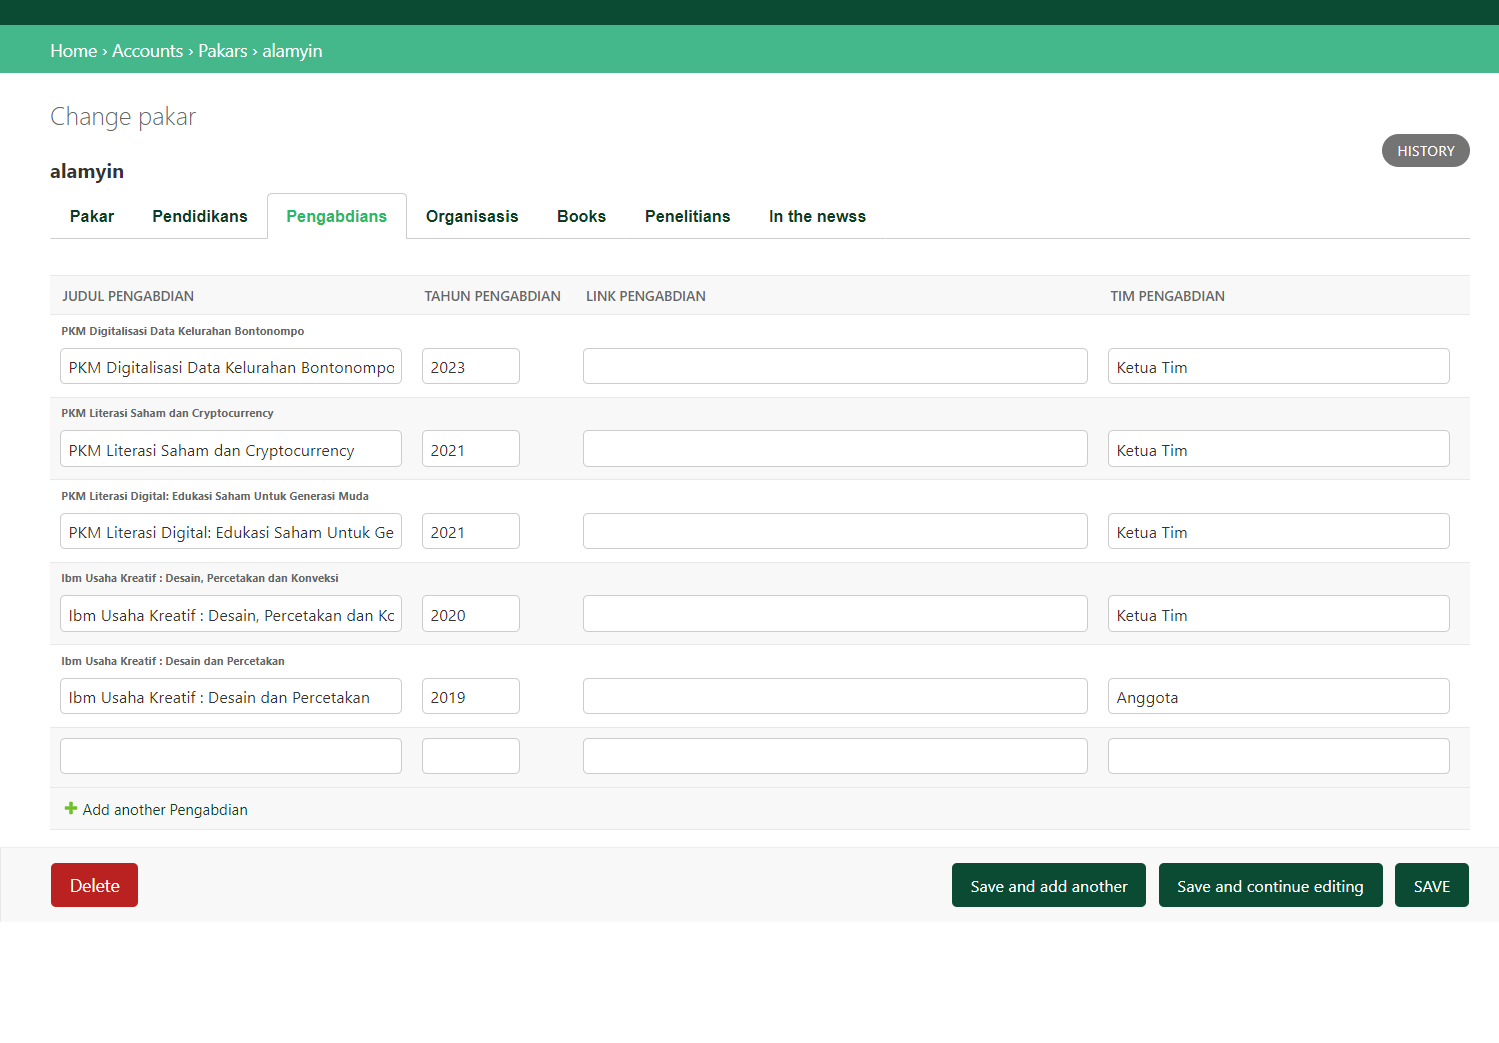 Home › Accounts › Pakars › alamyin
Change pakar
HISTORY
alamyin
Pakar Pendidikans Pengabdians Organisasis Books Penelitians In the newss
JUDUL PENGABDIAN TAHUN PENGABDIAN LINK PENGABDIAN TIM PENGABDIAN
PKM Digitalisasi Data Kelurahan Bontonompo
PKM Digitalisasi Data Kelurahan Bontonompo 2023 Ketua Tim
PKM Literasi Saham dan Cryptocurrency
PKM Literasi Saham dan Cryptocurrency 2021 Ketua Tim
PKM Literasi Digital: Edukasi Saham Untuk Generasi Muda
PKM Literasi Digital: Edukasi Saham Untuk Ge 2021 Ketua Tim
Ibm Usaha Kreatif : Desain, Percetakan dan Konveksi
Ibm Usaha Kreatif : Desain, Percetakan dan Kc 2020 Ketua Tim
Ibm Usaha Kreatif : Desain dan Percetakan
Ibm Usaha Kreatif : Desain dan Percetakan 2019 Anggota
Add another Pengabdian
Delete Save and add another Save and continue editing SAVE